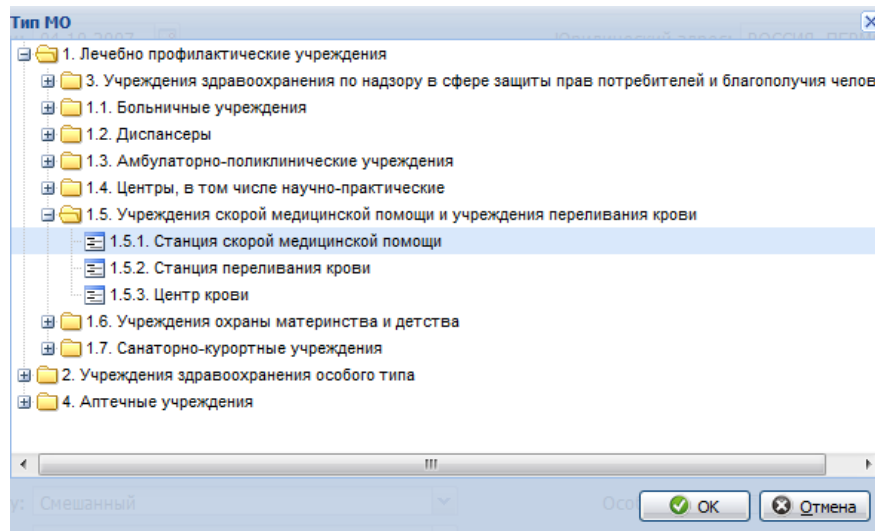 Тип МО
1. Лечебно профилактические учреждения
3. Учреждения здравоохранения по надзору в сфере защиты прав потребителей и благополучия челов
1.1. Больничные учреждения
1.2. Диспансеры
1.3. Амбулаторно-поликлинические учреждения
1.4. Центры, в том числе научно-практические
1.5. Учреждения скорой медицинской помощи и учреждения переливания крови
1.5.1. Станция скорой медицинской помощи
1.5.2. Станция переливания крови
1.5.3. Центр крови
1.6. Учреждения охраны материнства и детства
1.7. Санаторно-курортные учреждения
2. Учреждения здравоохранения особого типа
4. Аптечные учреждения
у: Смешанный Осо
OK Отмена